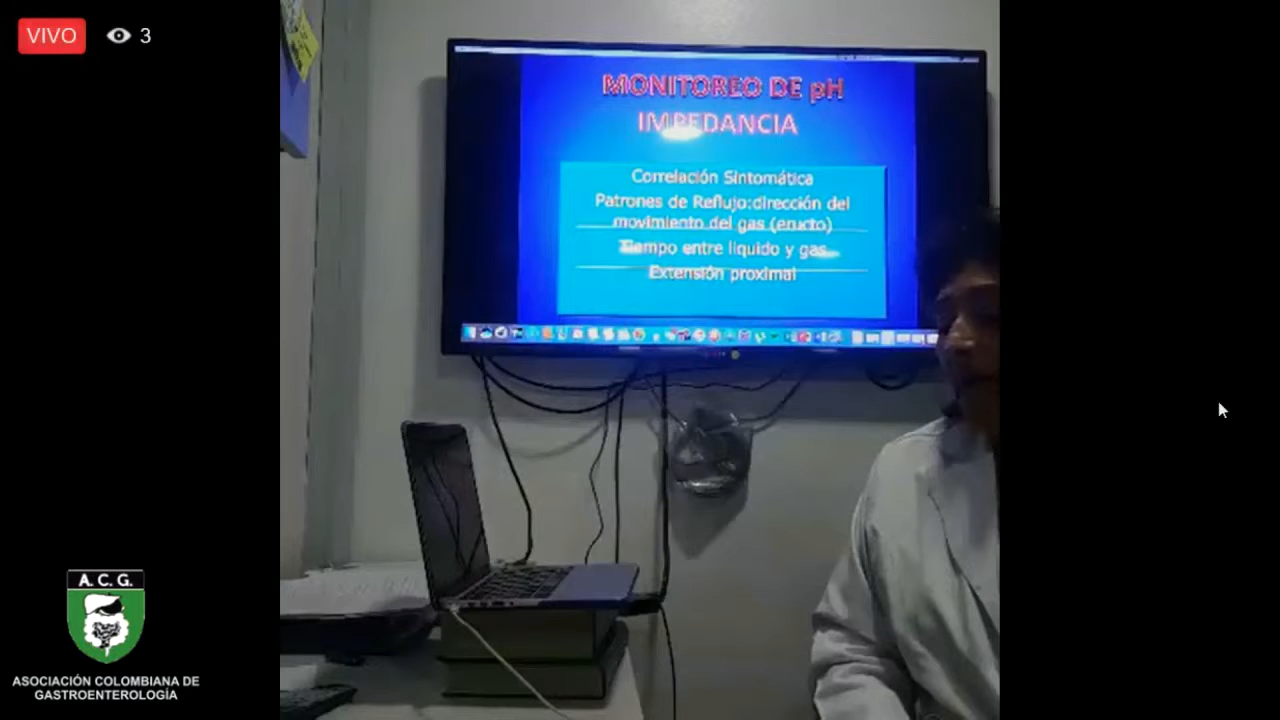 VIVO 3
MONITOREO DE pH
IMPEDANCIA
Correlación Sintomática
Patrones de Reflujo:dirección del
movimiento del gas (eructo)
Tiempo entre liquido y gas
Extensión proximal
A. C. G.
ASOCIACIÓN COLOMBIANA DE
GASTROENTEROLOGÍA